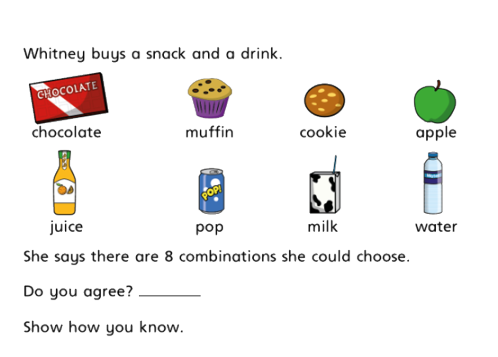 Whitney buys a snack and a drink.
CHOCOLATE
chocolate muffin cookie apple
POP!
juice pop milk water
She says there are 8 combinations she could choose.
Do you agree? ________
Show how you know.